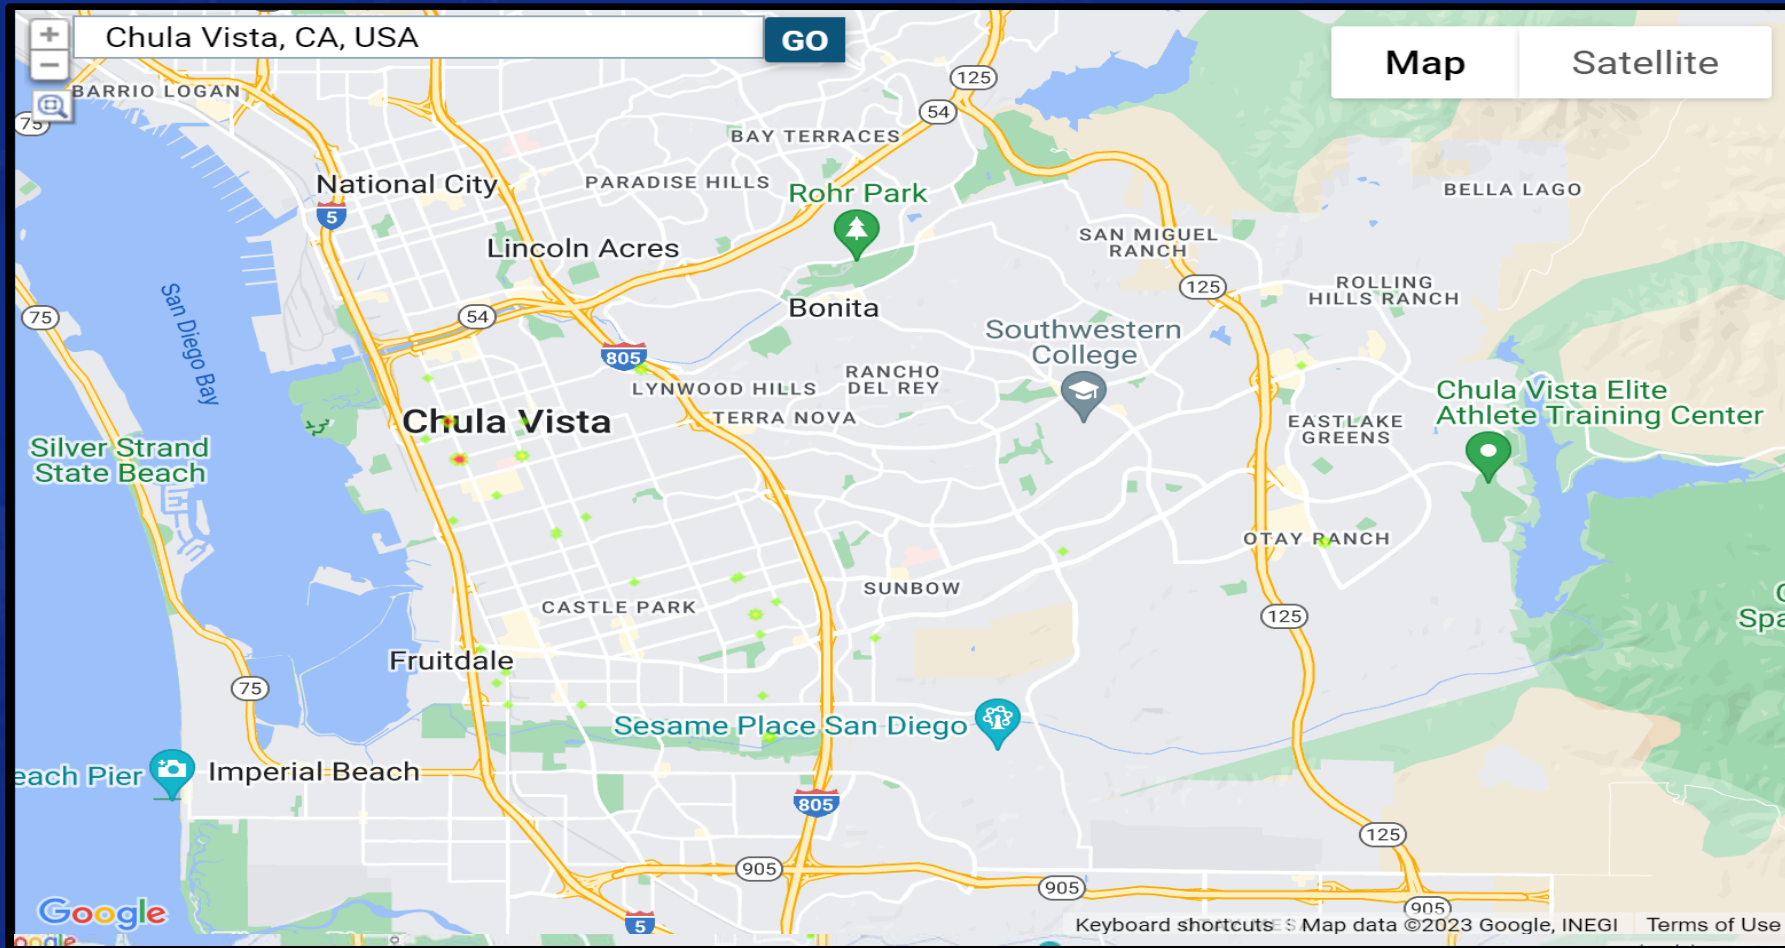 +
Chula Vista, CA, USA
GO
Map
Satellite
−
BARRIO LOGAN
75
125
54
BAY TERRACES
National City
PARADISE HILLS
Rohr Park
BELLA LAGO
5
Lincoln Acres
SAN MIGUEL
RANCH
San Diego Bay
75
54
Bonita
125
ROLLING
HILLS RANCH
Southwestern
College
805
LYNWOOD HILLS
RANCHO
DEL REY
TERRA NOVA
Chula Vista
Chula Vista Elite
Athlete Training Center
EASTLAKE
GREENS
Silver Strand
State Beach
OTAY RANCH
SUNBOW
CASTLE PARK
125
Spa
Fruitdale
75
Sesame Place San Diego
each Pier
Imperial Beach
805
125
905
905
905
5
Google
Keyboard shortcuts
Map data ©2023 Google, INEGI
Terms of Use